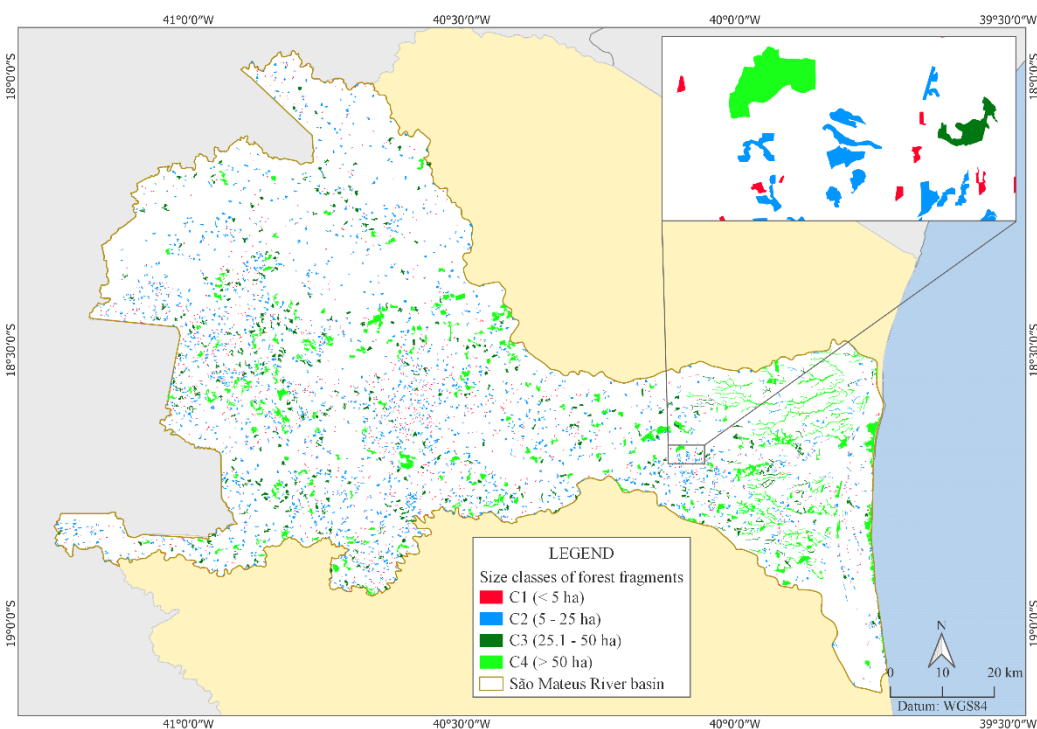 41°0'0"W 40°30'0"W 40°0'0"W 39°30'0"W
18°0'0"S 18°0'0"S
18°30'0"S 18°30'0"S
19°0'0"S 19°0'0"S
LEGEND
Size classes of forest fragments
C1 (< 5 ha)
C2 (5 - 25 ha)
C3 (25.1 - 50 ha)
C4 (> 50 ha)
São Mateus River basin
N
0 10 20 km
Datum: WGS84
41°0'0"W 40°30'0"W 40°0'0"W 39°30'0"W